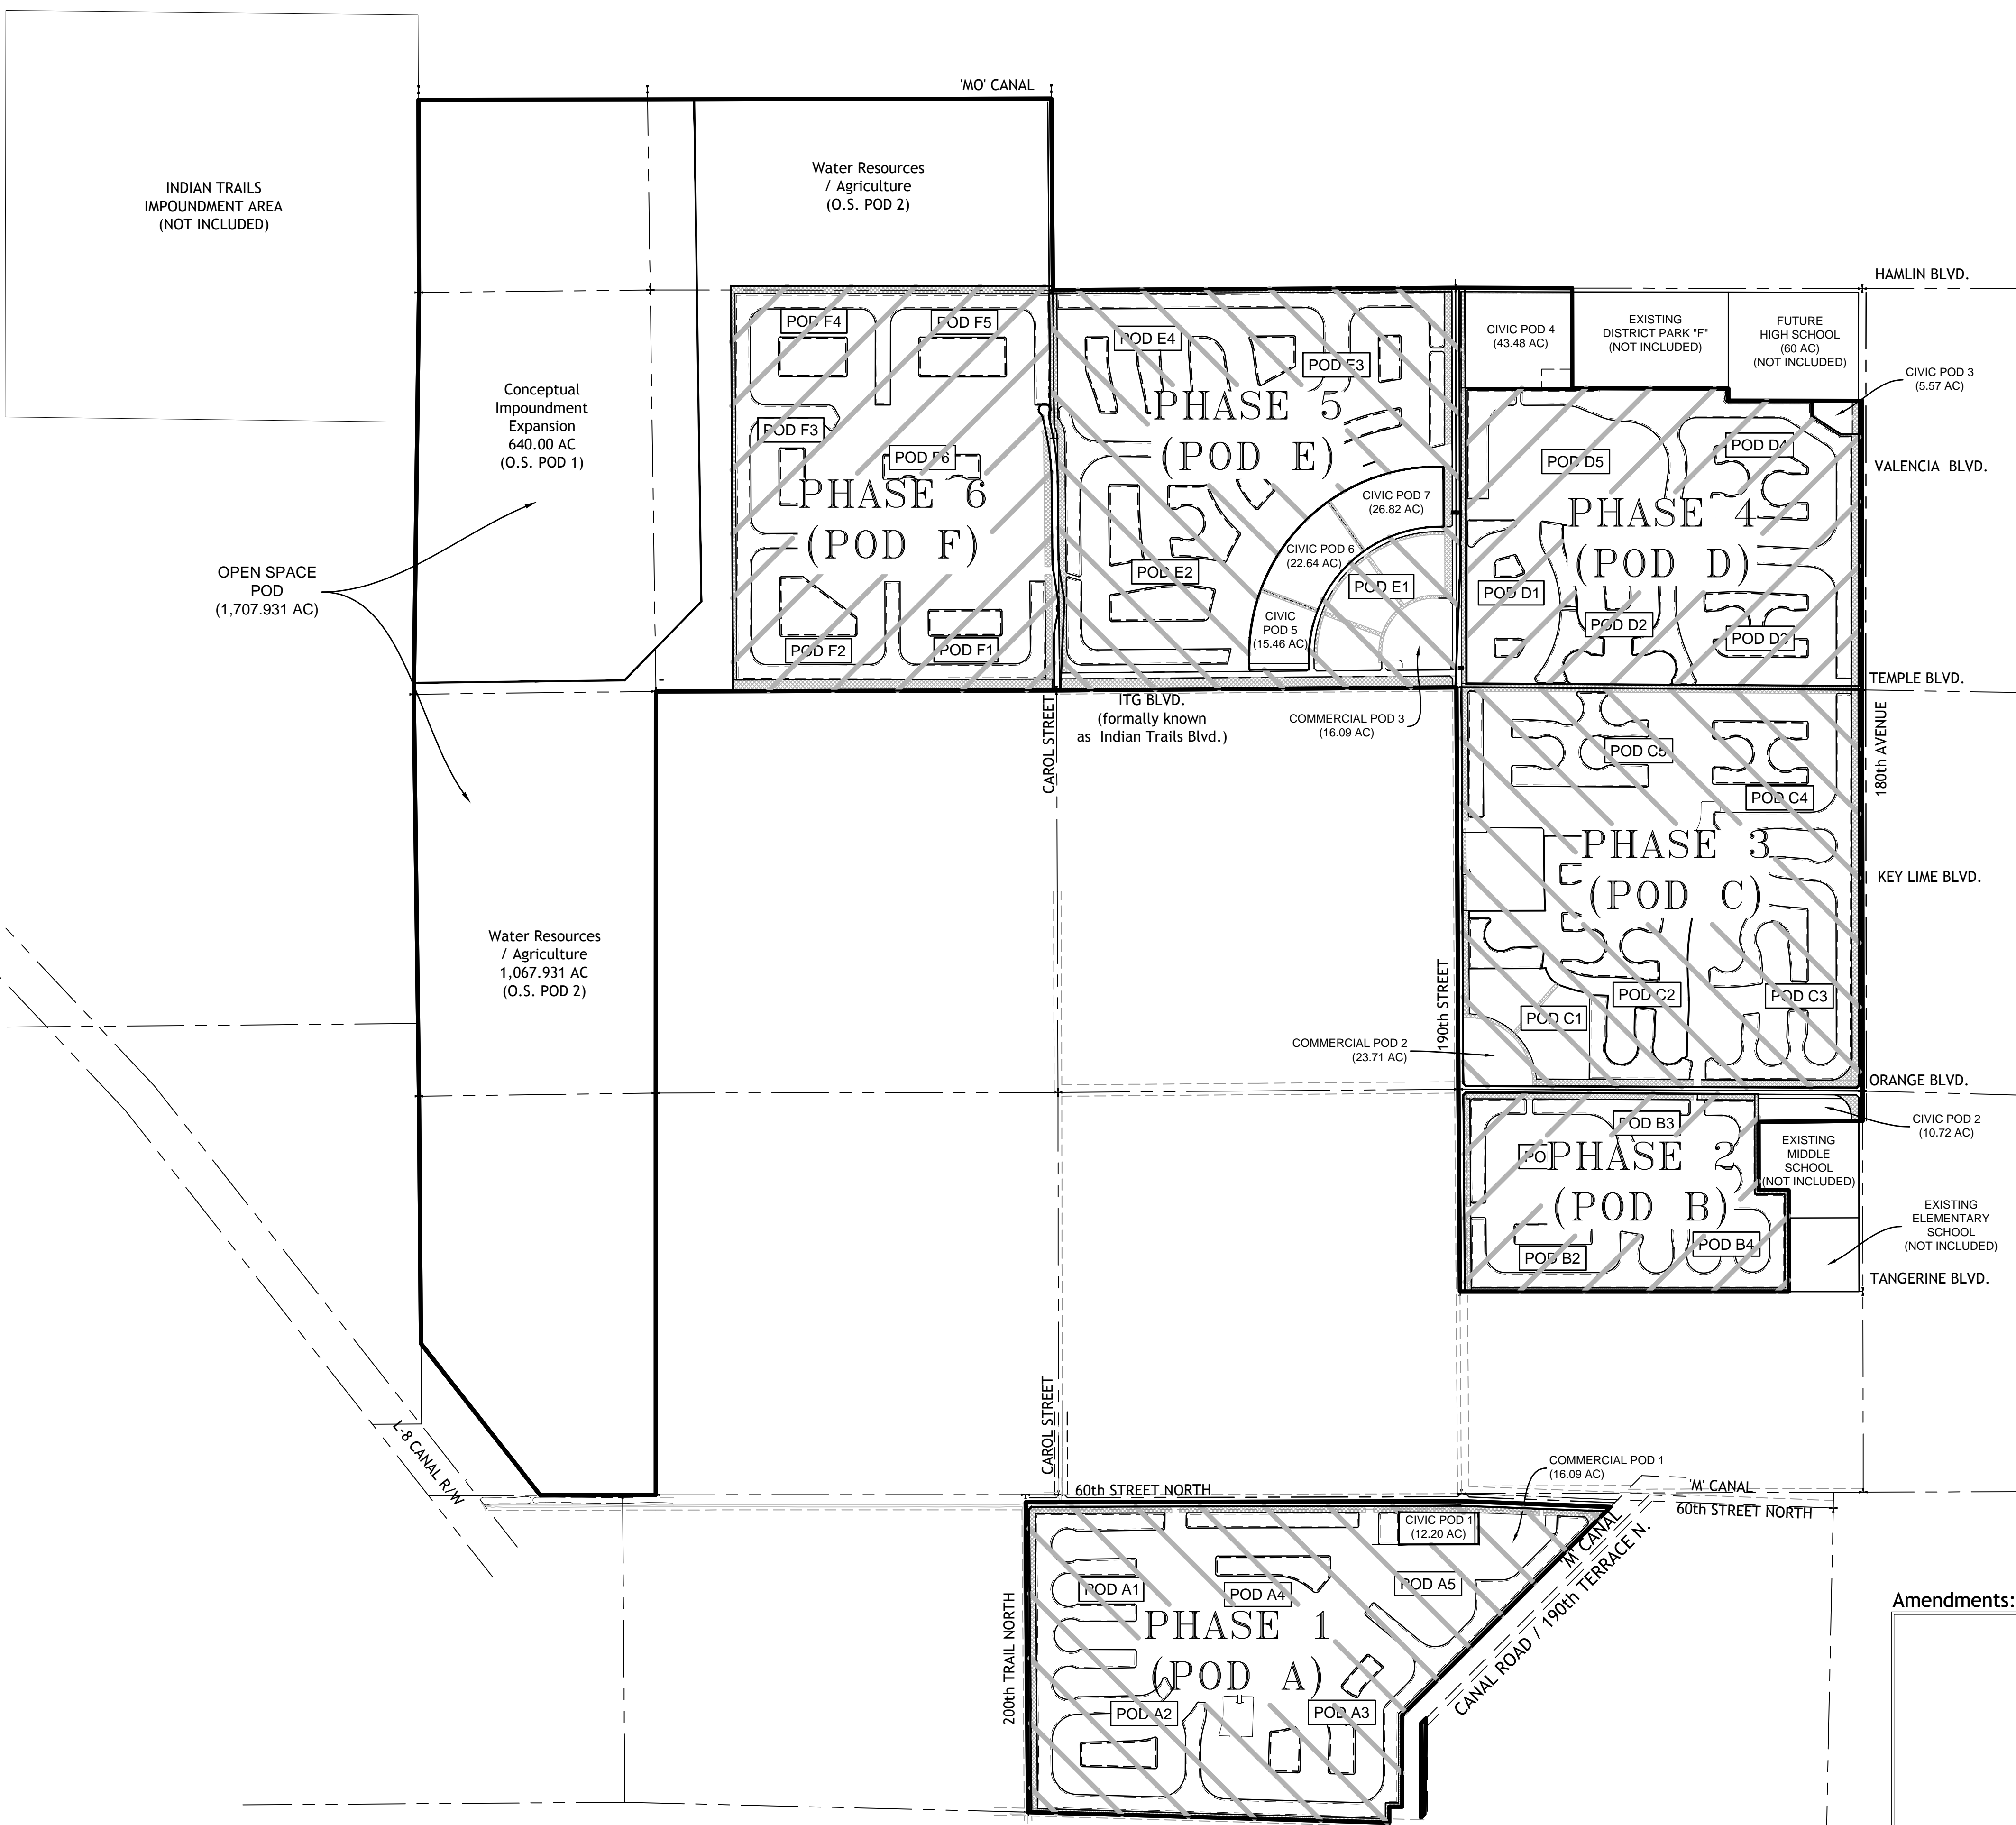 'MO' CANAL
INDIAN TRAILS
IMPOUNDMENT AREA
(NOT INCLUDED)
Water Resources
/ Agriculture
(O.S. POD 2)
HAMLIN BLVD.
Conceptual
Impoundment
Expansion
640.00 AC
(O.S. POD 1)
OPEN SPACE
POD
(1,707.931 AC)
POD F4
POD F5
POD F3
POD F6
PHASE 6
(POD F)
POD F2
POD F1
POD E4
POD E3
PHASE 5
(POD E)
CIVIC POD 7
(26.82 AC)
CIVIC POD 6
(22.64 AC)
POD E2
POD E1
CIVIC
POD 5
(15.46 AC)
CIVIC POD 4
(43.48 AC)
EXISTING
DISTRICT PARK "F"
(NOT INCLUDED)
FUTURE
HIGH SCHOOL
(60 AC)
(NOT INCLUDED)
CIVIC POD 3
(5.57 AC)
VALENCIA BLVD.
POD D4
POD D5
PHASE 4
(POD D)
POD D1
POD D2
POD D3
TEMPLE BLVD.
ITG BLVD.
(formally known
as Indian Trails Blvd.)
COMMERCIAL POD 3
(16.09 AC)
CAROL STREET
180th AVENUE
POD C5
POD C4
PHASE 3
(POD C)
KEY LIME BLVD.
Water Resources
/ Agriculture
1,067.931 AC
(O.S. POD 2)
190th STREET
POD C2
POD C3
POD C1
COMMERCIAL POD 2
(23.71 AC)
ORANGE BLVD.
CIVIC POD 2
(10.72 AC)
POD B3
PO
PHASE 2
(POD B)
EXISTING
MIDDLE
SCHOOL
(NOT INCLUDED)
EXISTING
ELEMENTARY
SCHOOL
(NOT INCLUDED)
POD B2
POD B4
TANGERINE BLVD.
CAROL STREET
L-8 CANAL R/W
60th STREET NORTH
COMMERCIAL POD 1
(16.09 AC)
'M' CANAL
60th STREET NORTH
CIVIC POD 1
(12.20 AC)
'M' CANAL
CANAL ROAD / 190th TERRACE N.
200th TRAIL NORTH
POD A1
POD A4
POD A5
PHASE 1
(POD A)
POD A2
POD A3
Amendments: